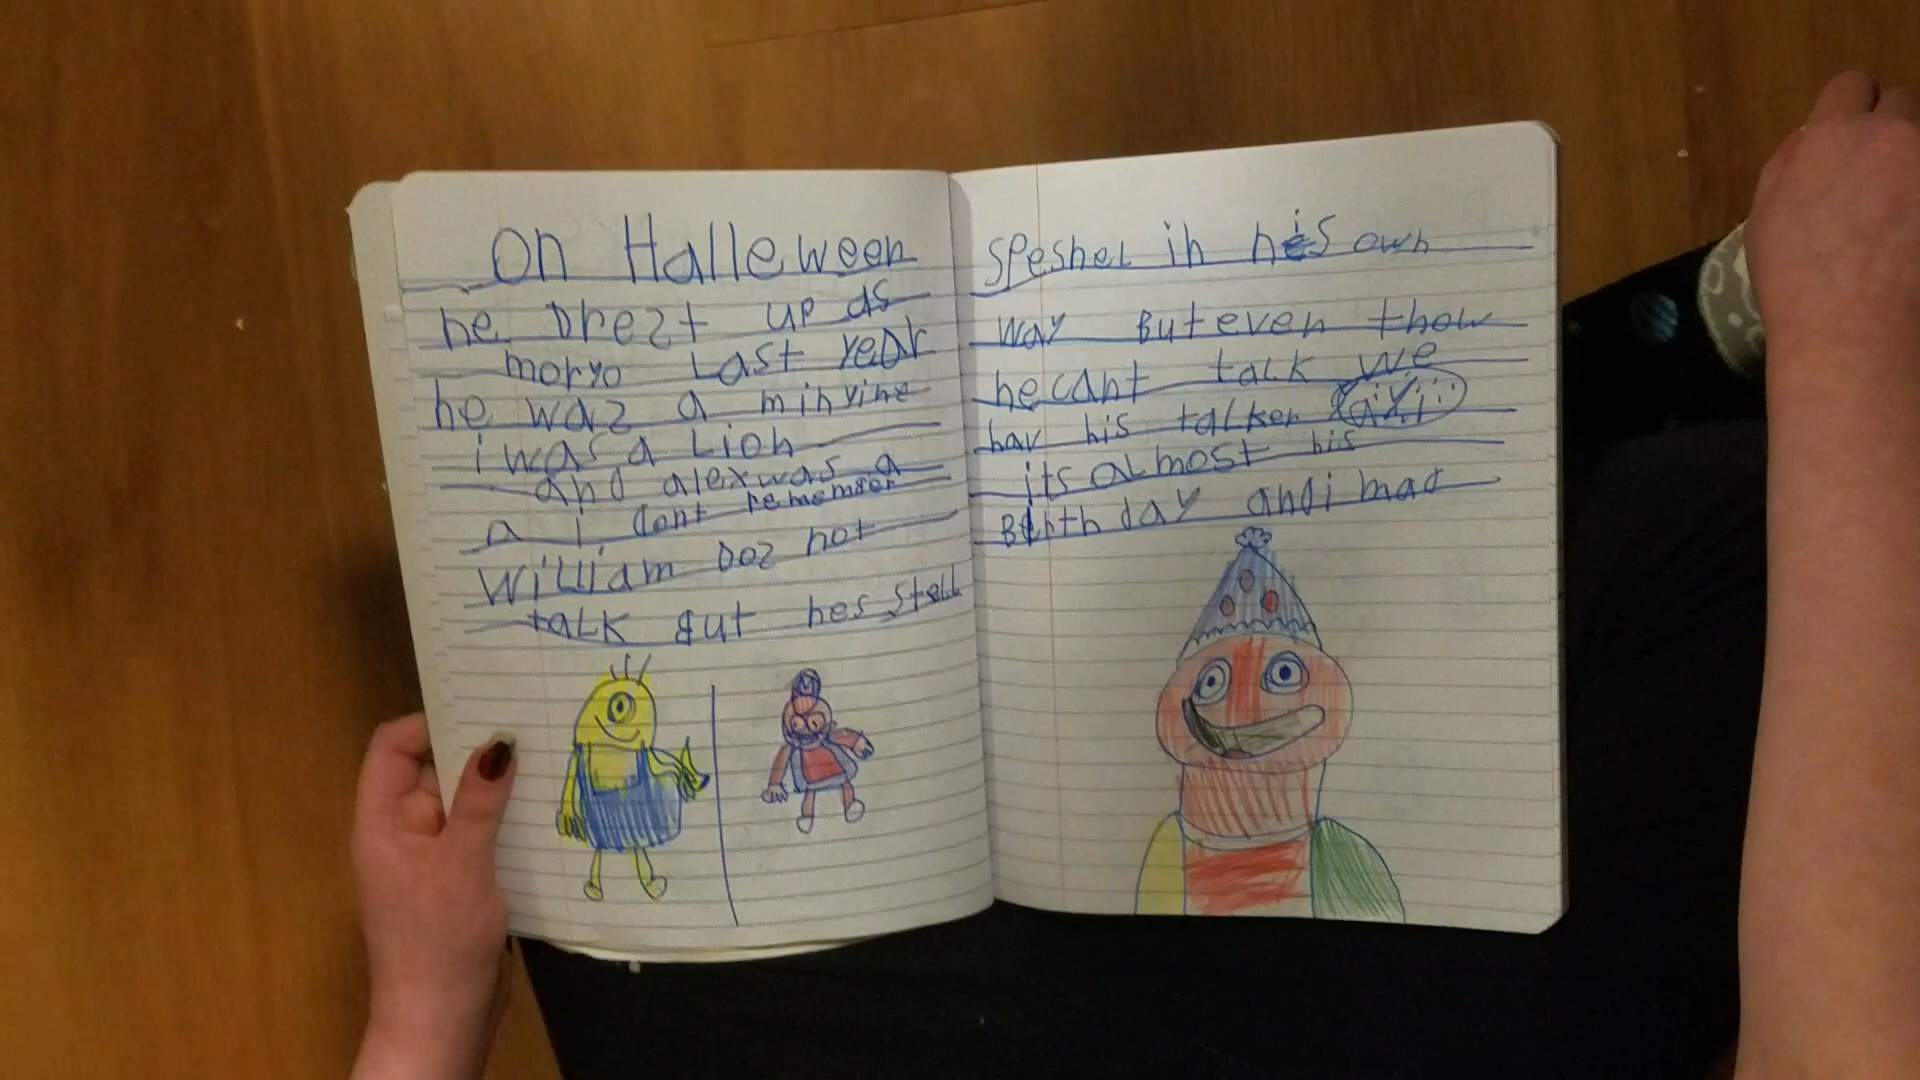 On Halleween
he Drezt up as
moryo Last year
he waz a minvine
i was a Lion
and alex was a
a i dont remember
William Doz not
talk But hes stell
M
Speshel in his own
way But even thow
he cant talk we
hav his talker
its almost his
Birthday and i mad